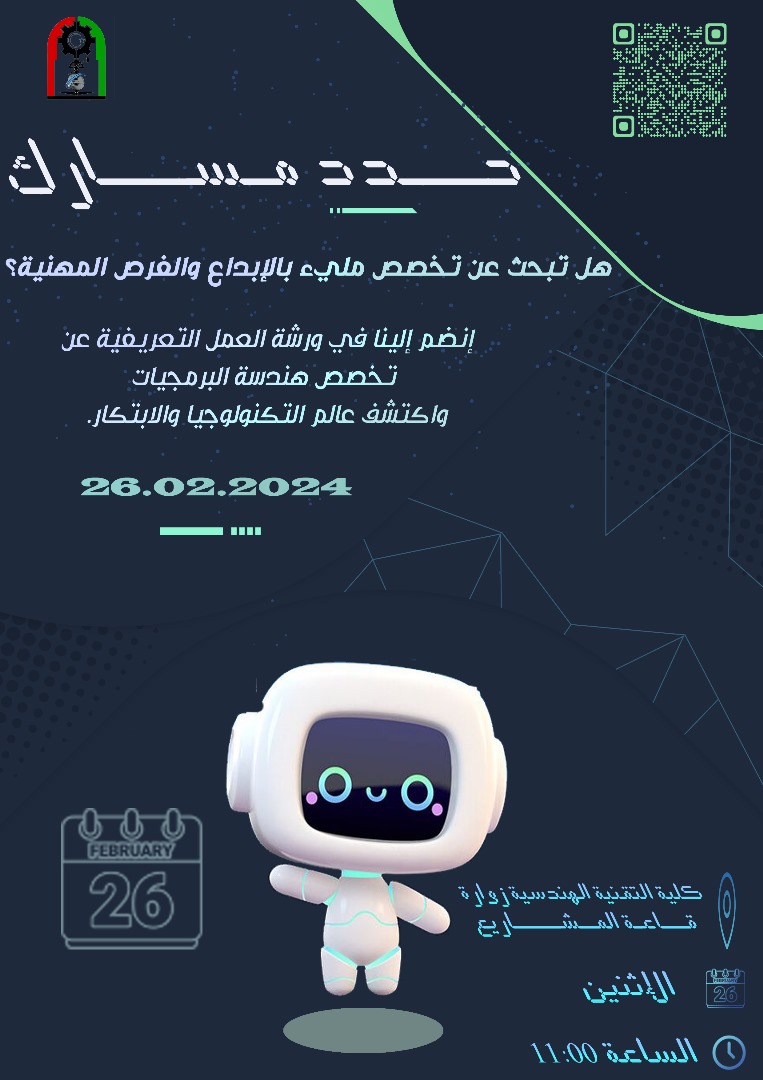 حدد مسارك
هل تبحث عن تخصص مليء بالإبداع والفرص المهنية؟
إنضم إلينا في ورشة العمل التعريفية عن
تخصص هندسة البرمجيات
واكتشف عالم التكنولوجيا والابتكار.
26.02.2024
FEBRUARY
26
كلية التقنية الهندسية زوارة
قاعة المشاريع
الإثنين
26
الساعة 11:00